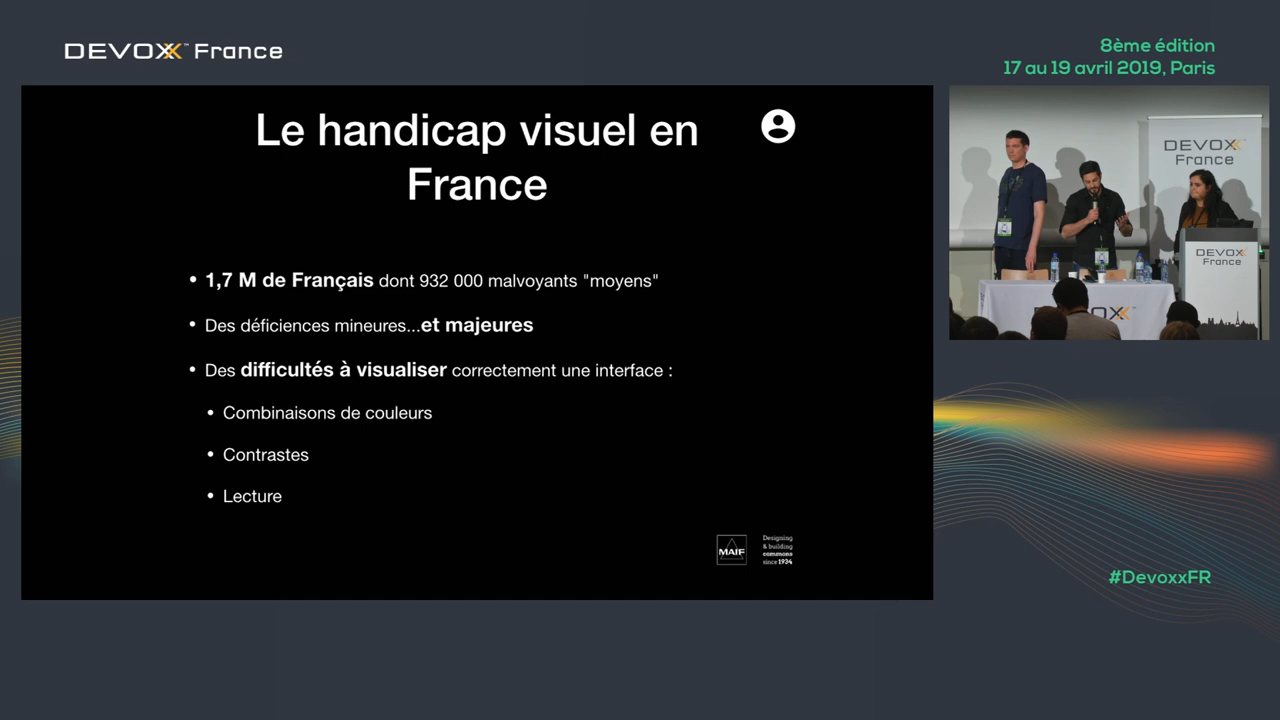 DEVOXX™ France
8ème édition
17 au 19 avril 2019, Paris
Le handicap visuel en
France
• 1,7 M de Français dont 932 000 malvoyants "moyens"
• Des déficiences mineures...et majeures
• Des difficultés à visualiser correctement une interface :
• Combinaisons de couleurs
• Contrastes
• Lecture
MAIF
Designing
& building
commons
since 1934
DEVOXX
France
DEVOXX
France
#DevoxxFR